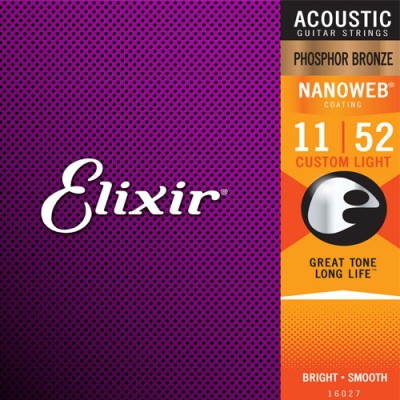 ACOUSTIC
GUITAR STRINGS
PHOSPHOR BRONZE
NANOWEB®
COATING
11 | 52
CUSTOM LIGHT
Elixir®
GREAT TONE
LONG LIFE™
BRIGHT • SMOOTH
16027